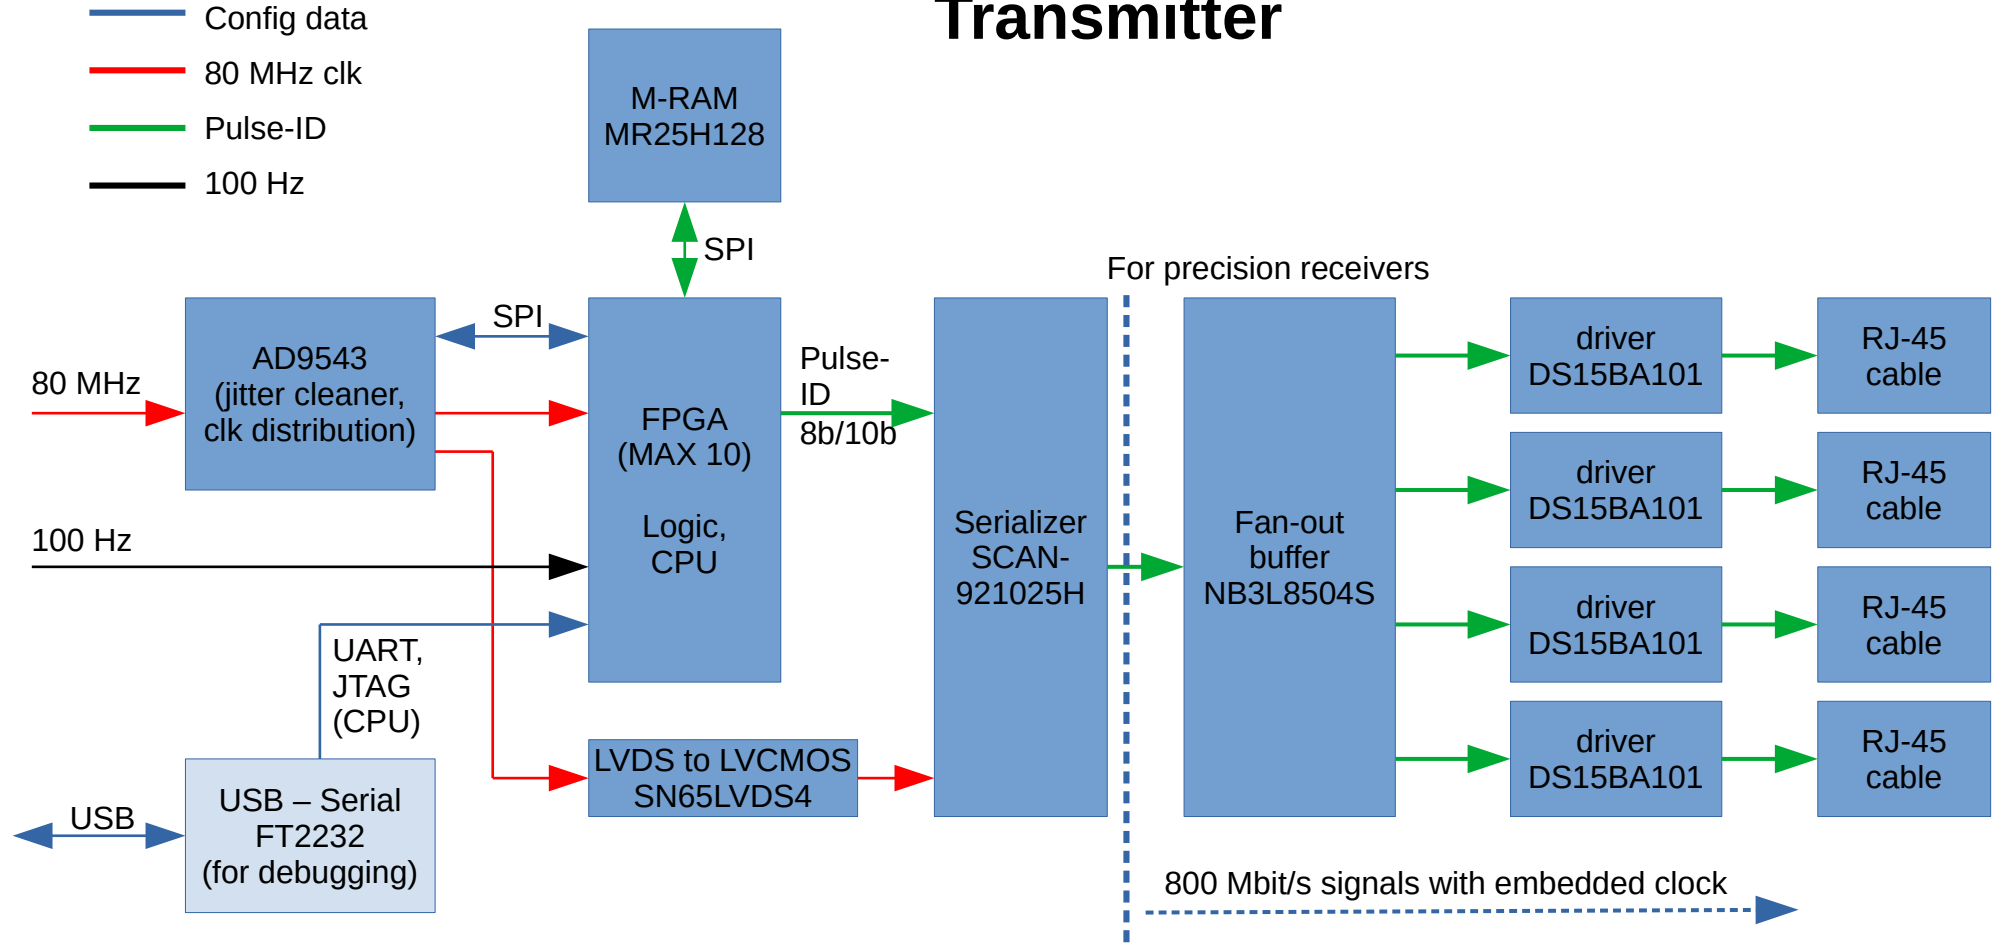 Transmitter
Config data
80 MHz clk
Pulse-ID
100 Hz
M-RAM
MR25H128
SPI
For precision receivers
SPI
AD9543
(jitter cleaner,
clk distribution)
80 MHz
100 Hz
FPGA
(MAX 10)
Logic,
CPU
Pulse-
ID
8b/10b
Serializer
SCAN-
921025H
Fan-out
buffer
NB3L8504S
driver
DS15BA101
RJ-45
cable
driver
DS15BA101
RJ-45
cable
driver
DS15BA101
RJ-45
cable
driver
DS15BA101
RJ-45
cable
UART,
JTAG
(CPU)
LVDS to LVCMOS
SN65LVDS4
USB
USB – Serial
FT2232
(for debugging)
800 Mbit/s signals with embedded clock